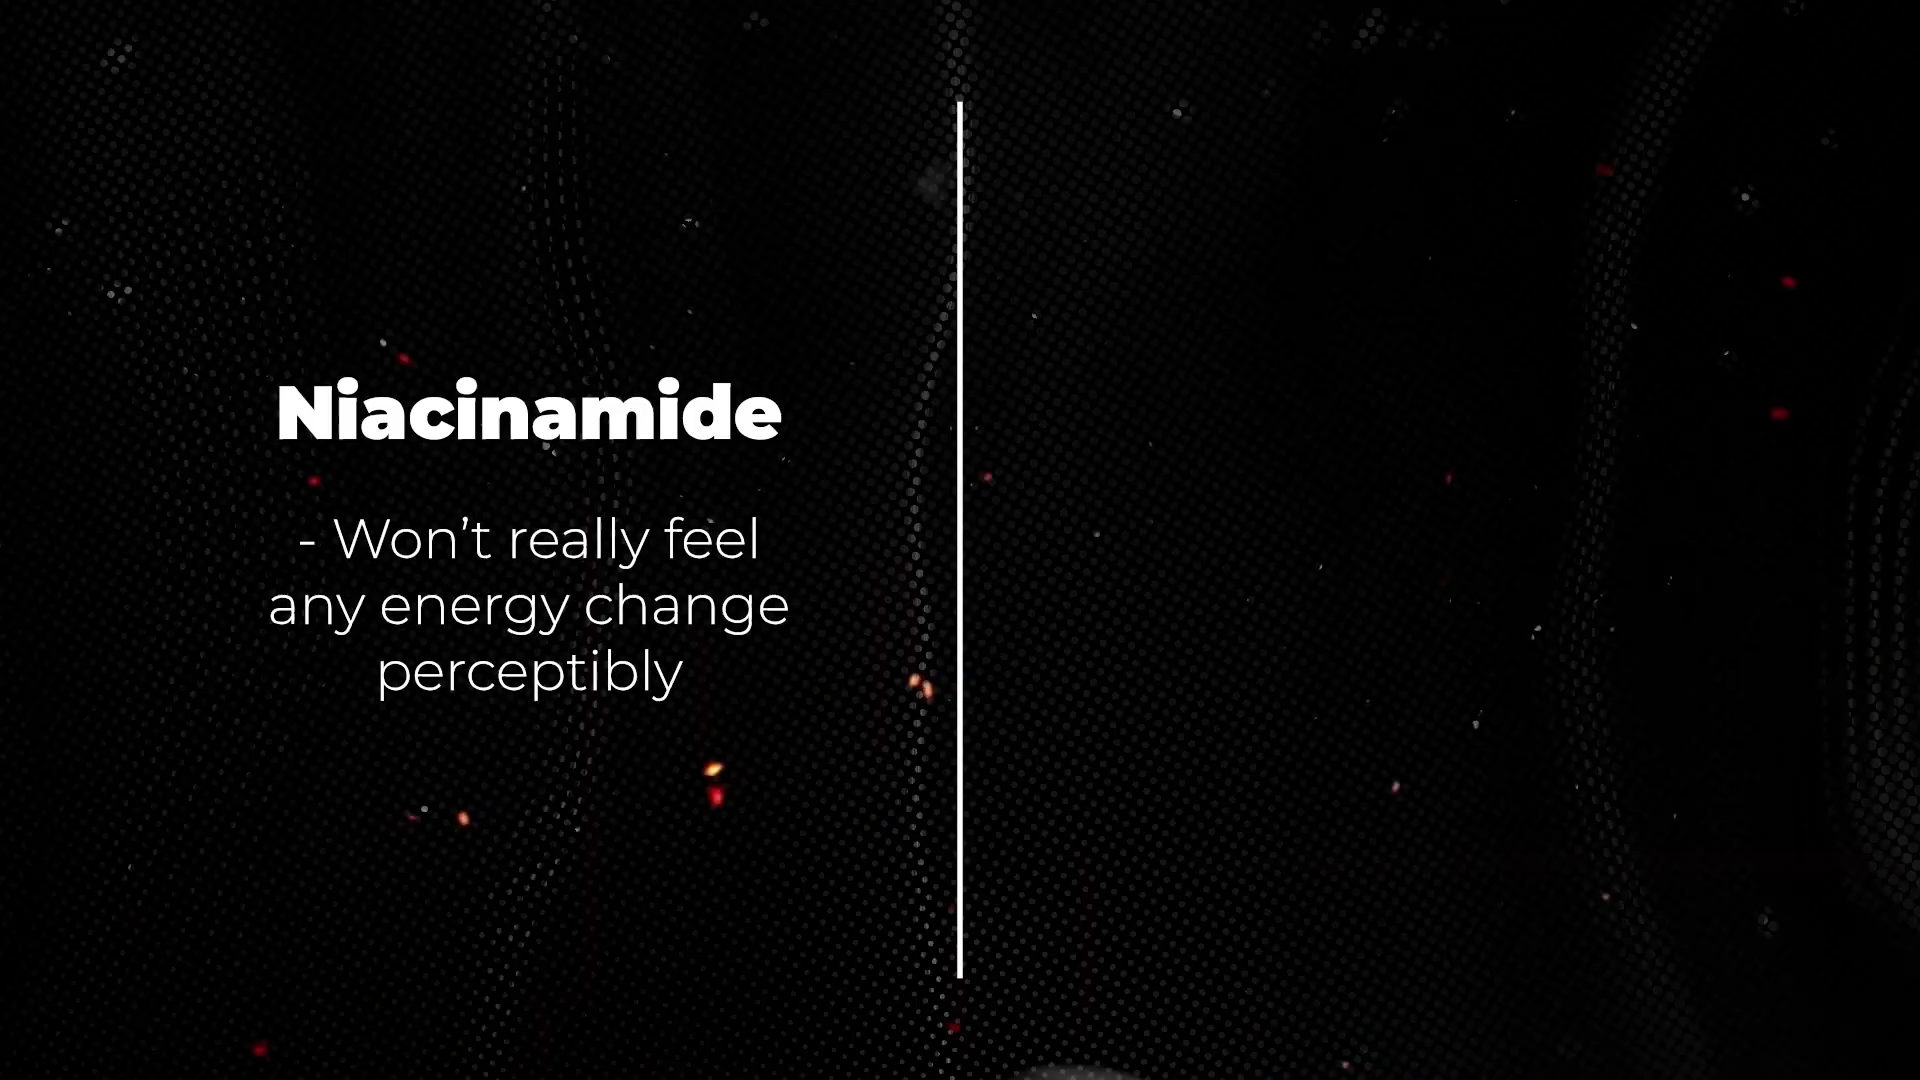 Niacinamide
- Won’t really feel
any energy change
perceptibly